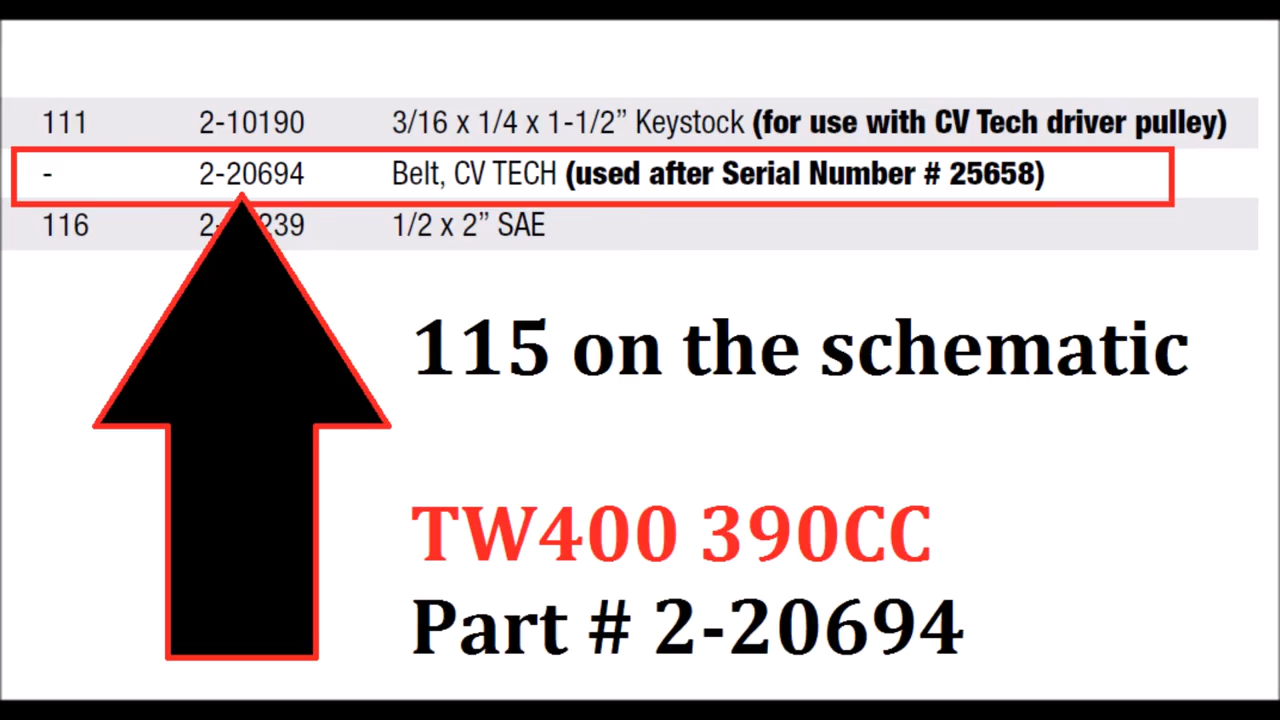 111 2-10190 3/16 x 1/4 x 1-1/2” Keystock (for use with CV Tech driver pulley)
- 2-20694 Belt, CV TECH (used after Serial Number # 25658)
116 1/2 x 2” SAE
115 on the schematic
TW400 390CC
Part # 2-20694